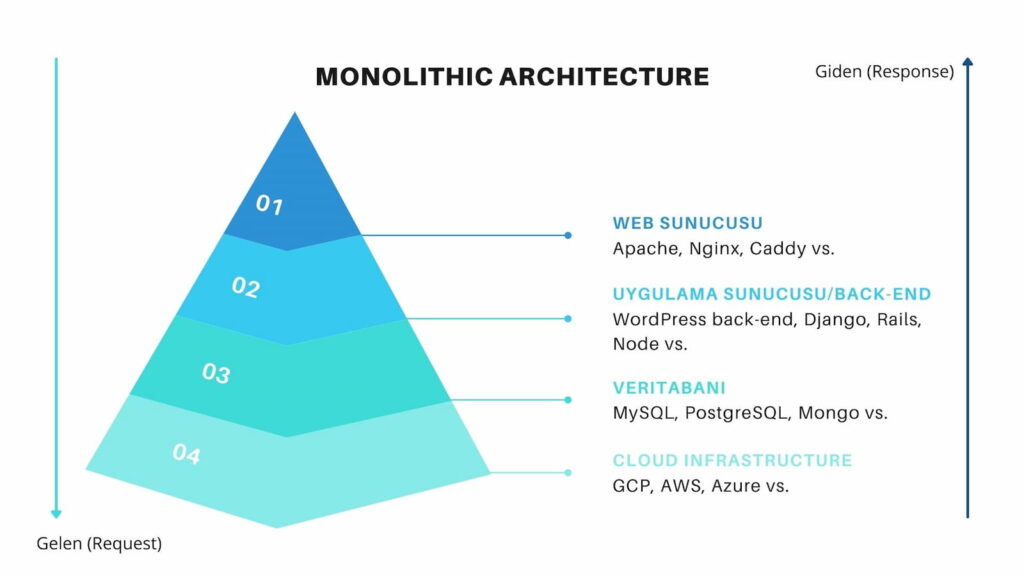 MONOLITHIC ARCHITECTURE
Giden (Response)
01
WEB SUNUCUSU
Apache, Nginx, Caddy vs.
02
UYGULAMA SUNUCUSU/BACK-END
WordPress back-end, Django, Rails,
Node vs.
03
VERITABANI
MySQL, PostgreSQL, Mongo vs.
04
CLOUD INFRASTRUCTURE
GCP, AWS, Azure vs.
Gelen (Request)